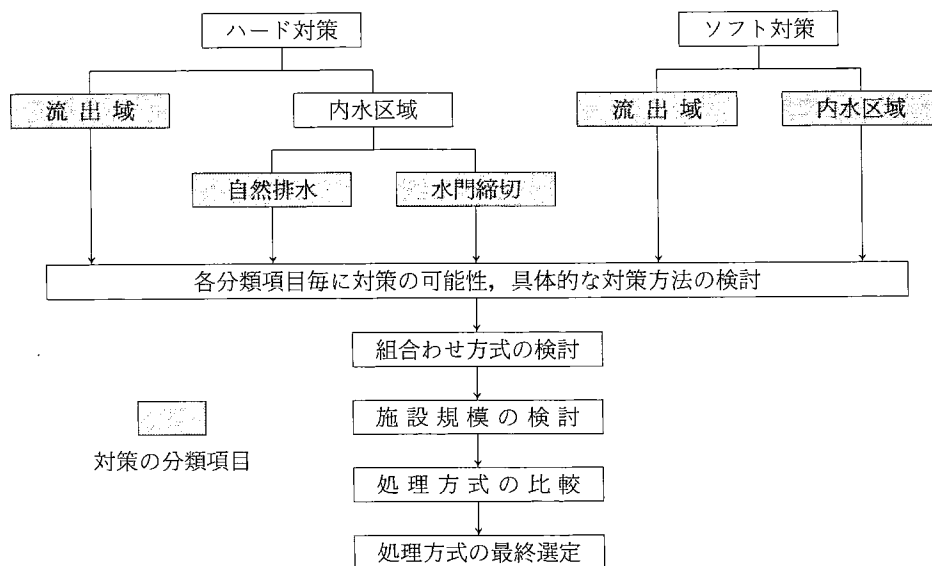 ハード対策
ソフト対策
流出域
内水区域
流出域
内水区域
自然排水
水門締切
各分類項目毎に対策の可能性，具体的な対策方法の検討
組合わせ方式の検討
施設規模の検討
対策の分類項目
処理方式の比較
処理方式の最終選定